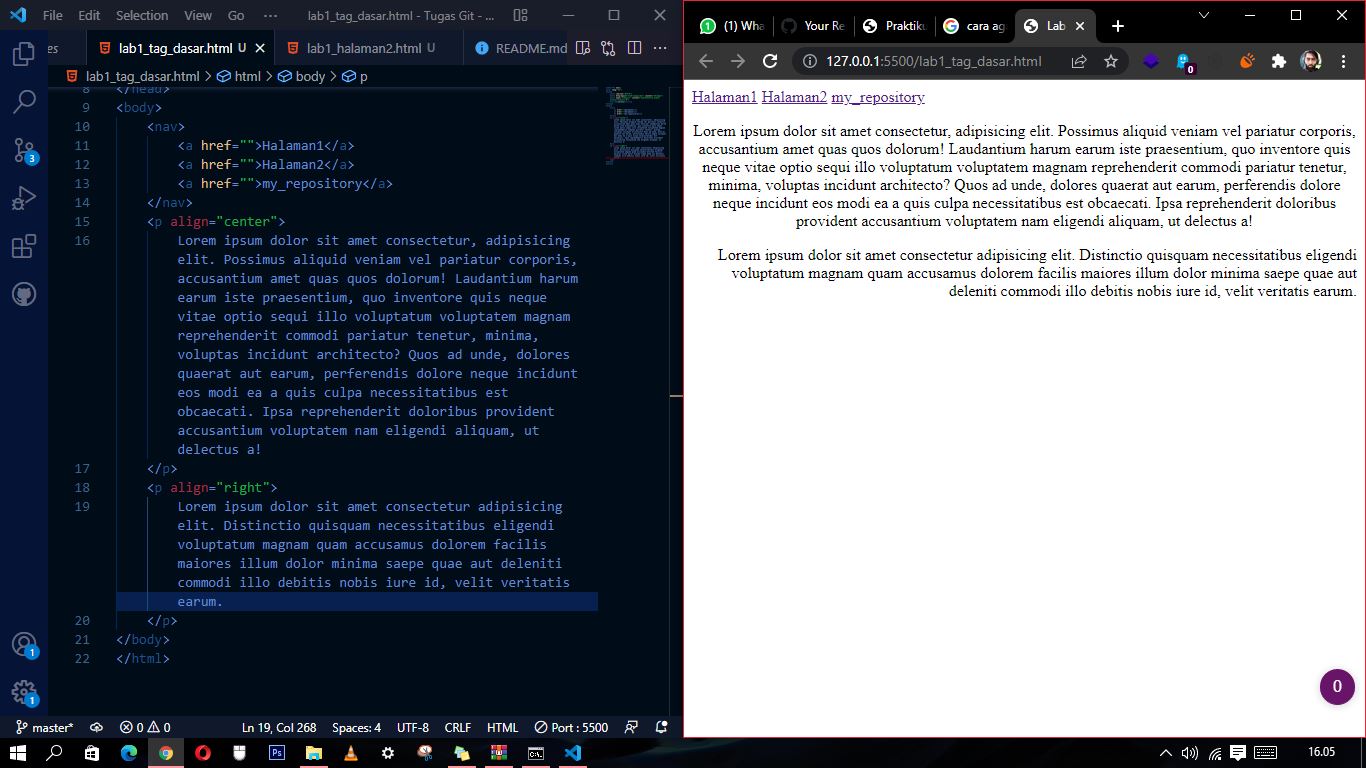 File Edit Selection View Go ··· lab1_tag_dasar.html - Tugas Git - ...
es lab1_tag_dasar.html U lab1_halaman2.html U README.md
lab1_tag_dasar.html > html > body > p
8 </head>
9 <body>
10 <nav>
11 <a href="">Halaman1</a>
12 <a href="">Halaman2</a>
13 <a href="">my_repository</a>
14 </nav>
15 <p align="center">
16 Lorem ipsum dolor sit amet consectetur, adipisicing
elit. Possimus aliquid veniam vel pariatur corporis,
accusantium amet quas quos dolorum! Laudantium harum
earum iste praesentium, quo inventore quis neque
vitae optio sequi illo voluptatum voluptatem magnam
reprehenderit commodi pariatur tenetur, minima,
voluptas incidunt architecto? Quos ad unde, dolores
quaerat aut earum, perferendis dolore neque incidunt
eos modi ea a quis culpa necessitatibus est
obcaecati. Ipsa reprehenderit doloribus provident
accusantium voluptatem nam eligendi aliquam, ut
delectus a!
17 </p>
18 <p align="right">
19 Lorem ipsum dolor sit amet consectetur adipisicing
elit. Distinctio quisquam necessitatibus eligendi
voluptatum magnam quam accusamus dolorem facilis
maiores illum dolor minima saepe quae aut deleniti
commodi illo debitis nobis iure id, velit veritatis
earum.
20 </p>
21 </body>
22 </html>
3
1
1
master* 0 0 Ln 19, Col 268 Spaces: 4 UTF-8 CRLF HTML Port : 5500
1 (1) Wha Your Re Praktiku cara ag Lab
127.0.0.1:5500/lab1_tag_dasar.html 0
Halaman1 Halaman2 my_repository
Lorem ipsum dolor sit amet consectetur, adipisicing elit. Possimus aliquid veniam vel pariatur corporis,
accusantium amet quas quos dolorum! Laudantium harum earum iste praesentium, quo inventore quis
neque vitae optio sequi illo voluptatum voluptatem magnam reprehenderit commodi pariatur tenetur,
minima, voluptas incidunt architecto? Quos ad unde, dolores quaerat aut earum, perferendis dolore
neque incidunt eos modi ea a quis culpa necessitatibus est obcaecati. Ipsa reprehenderit doloribus
provident accusantium voluptatem nam eligendi aliquam, ut delectus a!
Lorem ipsum dolor sit amet consectetur adipisicing elit. Distinctio quisquam necessitatibus eligendi
voluptatum magnam quam accusamus dolorem facilis maiores illum dolor minima saepe quae aut
deleniti commodi illo debitis nobis iure id, velit veritatis earum.
0
Ps
16.05